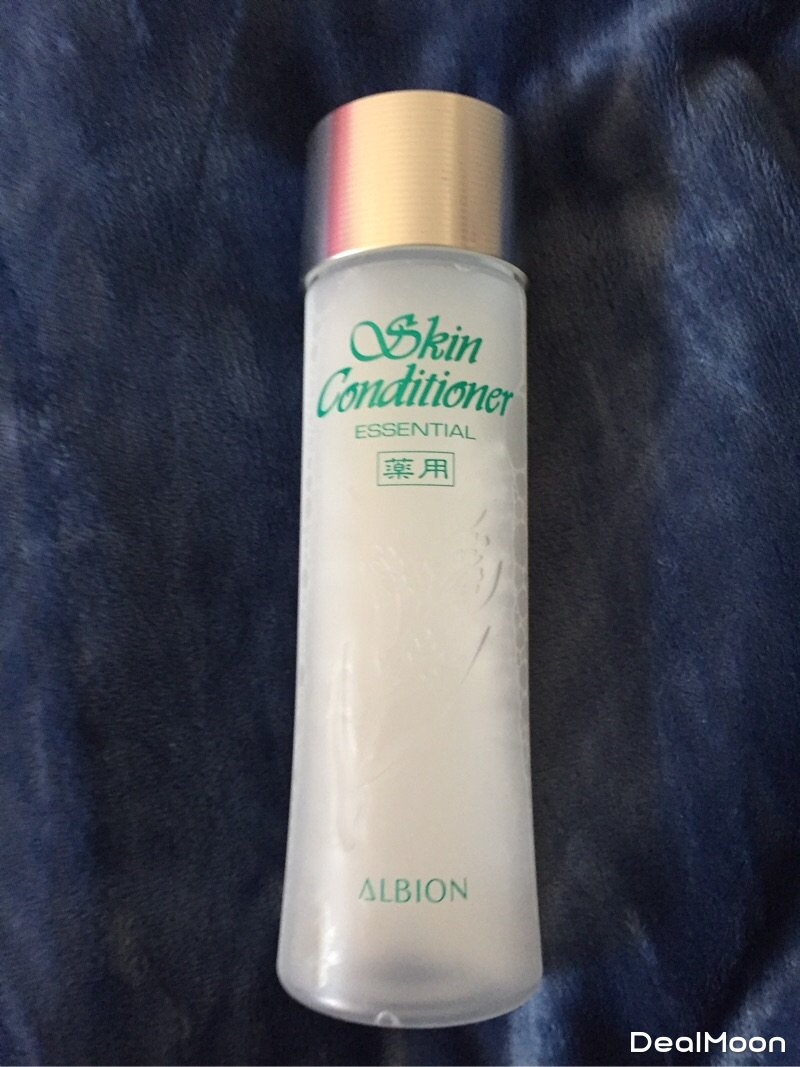 Skin
Conditioner
ESSENTIAL
薬用
ALBION
DealMoon